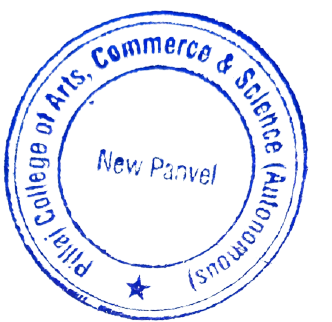 Pillai College of Arts, Commerce & Science (Autonomous)
New Panvel